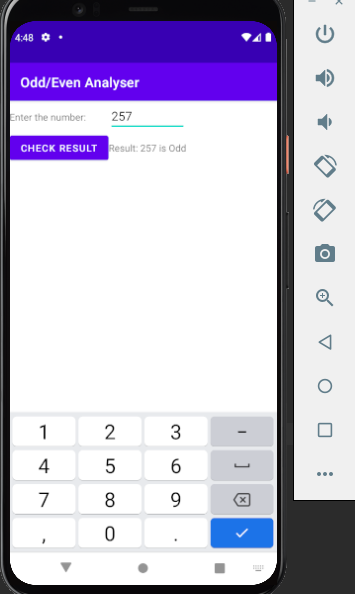 4:48
Odd/Even Analyser
Enter the number: 257
CHECK RESULT Result: 257 is Odd
1 2 3 –
4 5 6
7 8 9
, 0 .